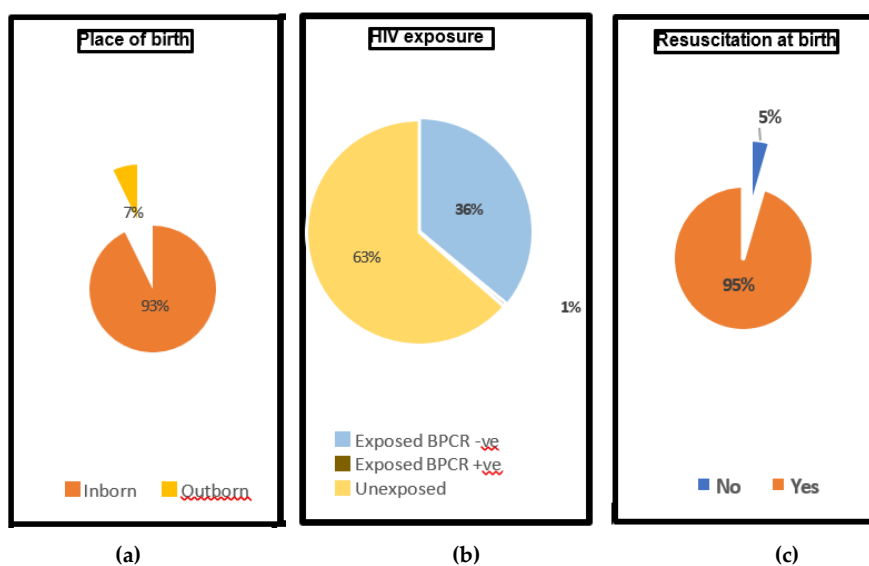 Place of birth
7%
93%
Inborn Outborn
(a)
HIV exposure
36%
63%
1%
Exposed BPCR -ve
Exposed BPCR +ve
Unexposed
(b)
Resuscitation at birth
5%
95%
No Yes
(c)